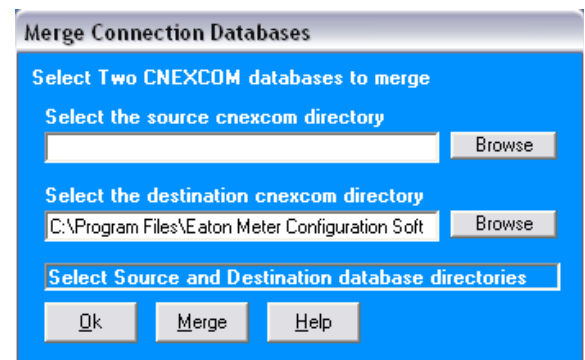 Merge Connection Databases
Select Two CNEXCOM databases to merge
Select the source cnexcom directory
Browse
Select the destination cnexcom directory
C:\Program Files\Eaton Meter Configuration Soft
Browse
Select Source and Destination database directories
Ok Merge Help